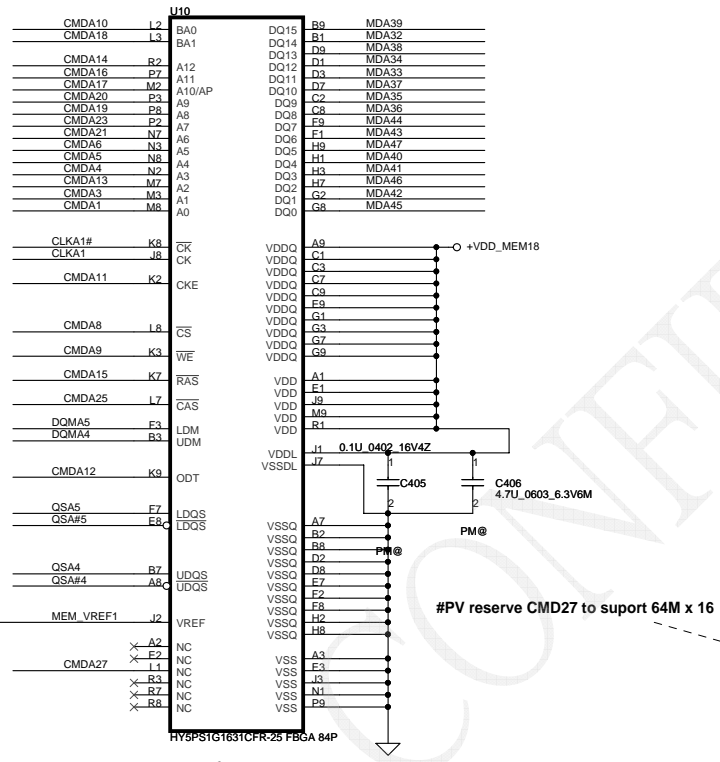 U10
CMDA10 L2 BA0 DQ15 B9 MDA39
CMDA18 L3 BA1 DQ14 B1 MDA32
DQ13 D9 MDA38
CMDA14 R2 A12 DQ12 D1 MDA34
CMDA16 P7 A11 DQ11 D3 MDA33
CMDA17 M2 A10/AP DQ10 D7 MDA37
CMDA20 P3 A9 DQ9 C2 MDA35
CMDA19 P8 A8 DQ8 C8 MDA36
CMDA23 P2 A7 DQ7 F9 MDA44
CMDA21 N7 A6 DQ6 F1 MDA43
CMDA6 N3 A5 DQ5 H9 MDA47
CMDA5 N8 A4 DQ4 H1 MDA40
CMDA4 N2 A3 DQ3 H3 MDA41
CMDA13 M7 A2 DQ2 H7 MDA46
CMDA3 M3 A1 DQ1 G2 MDA42
CMDA1 M8 A0 DQ0 G8 MDA45
CLKA1# K8 CK VDDQ A9 +VDD_MEM18
CLKA1 J8 CK VDDQ C1
VDDQ C3
CMDA11 K2 CKE VDDQ C7
VDDQ C9
VDDQ E9
VDDQ G1
CMDA8 L8 CS VDDQ G3
VDDQ G7
CMDA9 K3 WE VDDQ G9
CMDA15 K7 RAS VDD A1
VDD E1
CMDA25 L7 CAS VDD J9
VDD M9
DQMA5 F3 LDM VDD R1
DQMA4 B3 UDM
VDDL J1 0.1U_0402_16V4Z
VSSDL J7 1 1
CMDA12 K9 ODT C405 C406
4.7U_0603_6.3V6M
2 2
QSA5 F7 LDQS
QSA#5 E8 LDQS VSSQ A7
VSSQ B2 PM@
VSSQ B8 PM@
VSSQ D2
QSA4 B7 UDQS VSSQ D8
QSA#4 A8 UDQS VSSQ E7
VSSQ F2
VSSQ F8 #PV reserve CMD27 to suport 64M x 16
MEM_VREF1 J2 VREF VSSQ H2
VSSQ H8
A2 NC
E2 NC VSS A3
CMDA27 L1 NC VSS E3
R3 NC VSS J3
R7 NC VSS N1
R8 NC VSS P9
HY5PS1G1631CFR-25 FBGA 84P
CONFI